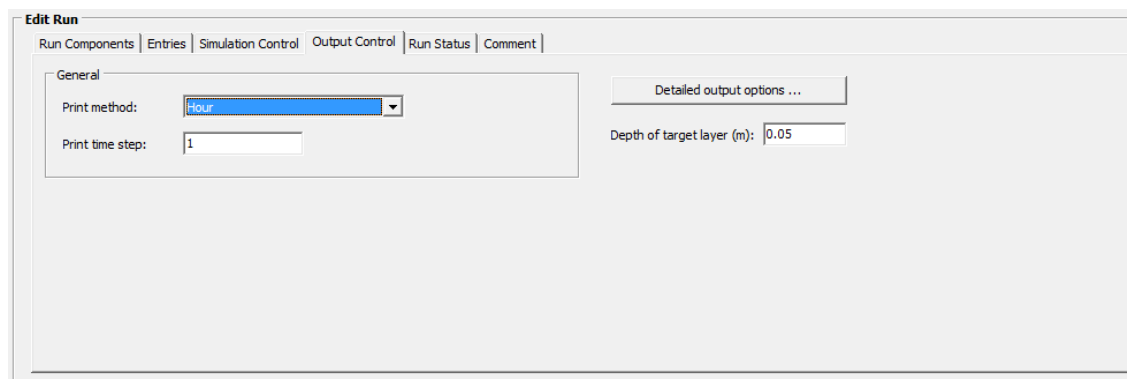 Edit Run
Run Components Entries Simulation Control Output Control Run Status Comment
General
Print method: Hour
Print time step: 1
Detailed output options ...
Depth of target layer (m): 0.05